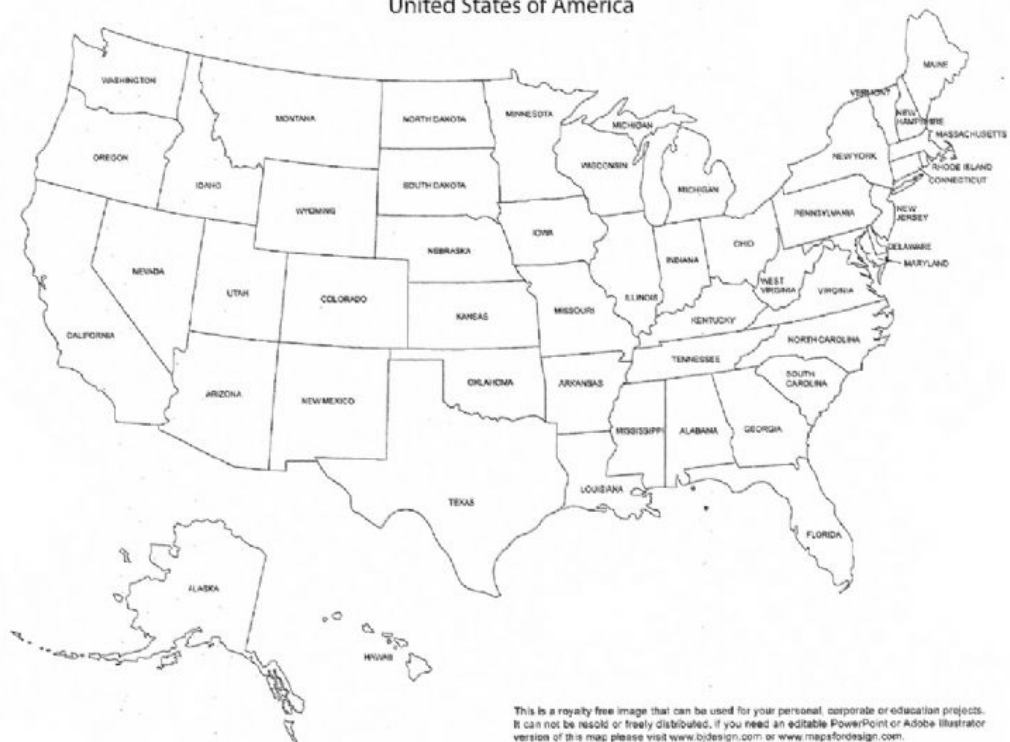 United States of America
WASHINGTON
MONTANA
NORTH DAKOTA
MINNESOTA
MICHIGAN
VERMONT
MAINE
NEW
HAMPSHIRE
MASSACHUSETTS
OREGON
IDAHO
SOUTH DAKOTA
WISCONSIN
MICHIGAN
NEW YORK
RHODE ISLAND
CONNECTICUT
WYOMING
IOWA
PENNSYLVANIA
NEW
JERSEY
NEVADA
UTAH
COLORADO
NEBRASKA
INDIANA
OHIO
DELAWARE
MARYLAND
CALIFORNIA
KANSAS
MISSOURI
ILLINOIS
WEST
VIRGINIA
VIRGINIA
KENTUCKY
NORTH CAROLINA
TENNESSEE
ARIZONA
NEW MEXICO
OKLAHOMA
ARKANSAS
SOUTH
CAROLINA
MISSISSIPPI
ALABAMA
GEORGIA
TEXAS
LOUISIANA
FLORIDA
ALASKA
HAWAII
This is a royalty free image that can be used for your personal, corporate or education projects.
It can not be resold or freely distributed, if you need an editable PowerPoint or Adobe Illustrator
version of this map please visit www.bjdesign.com or www.mapsfordesign.com.